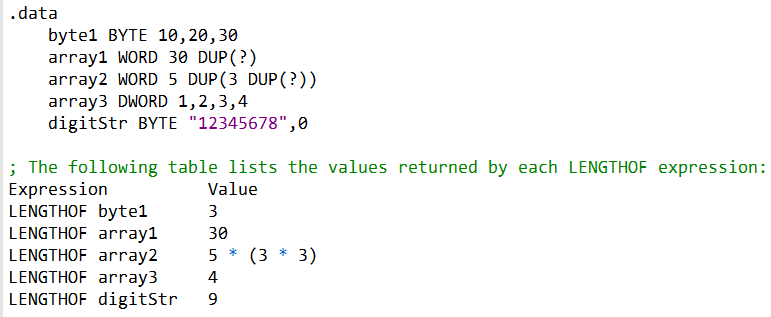 .data
byte1 BYTE 10,20,30
array1 WORD 30 DUP(?)
array2 WORD 5 DUP(3 DUP(?))
array3 DWORD 1,2,3,4
digitStr BYTE "12345678",0
; The following table lists the values returned by each LENGTHOF expression:
Expression Value
LENGTHOF byte1 3
LENGTHOF array1 30
LENGTHOF array2 5 * (3 * 3)
LENGTHOF array3 4
LENGTHOF digitStr 9